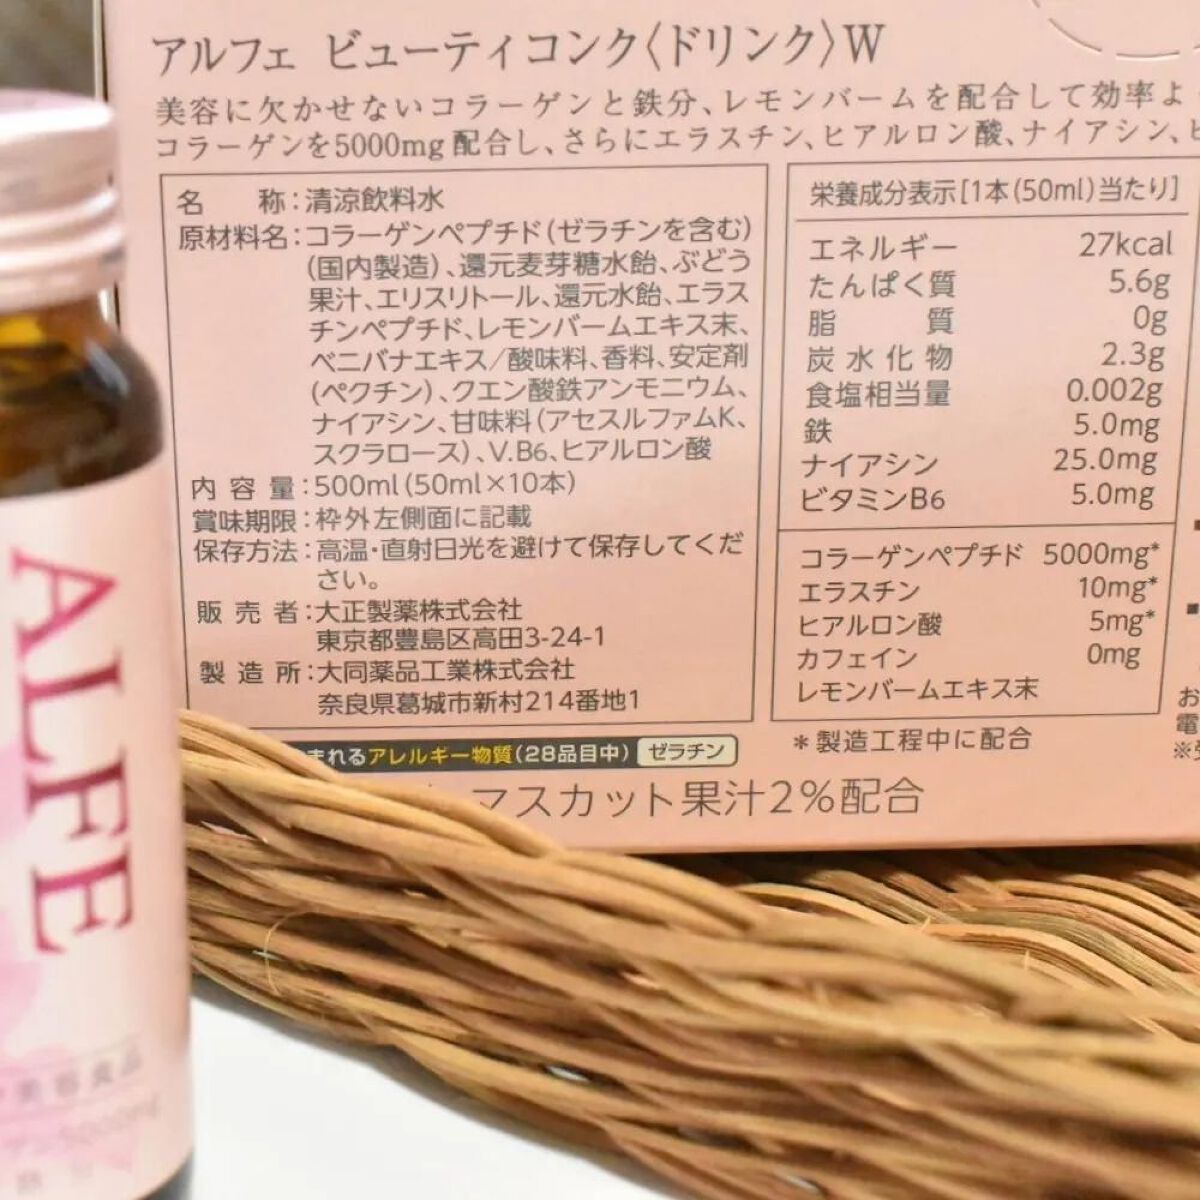 アルフェ ビューティコンク〈ドリンク〉W
美容に欠かせないコラーゲンと鉄分、レモンバームを配合して効率よ
コラーゲンを5000mg配合し、さらにエラスチン、ヒアルロン酸、ナイアシン、
名称:清涼飲料水
原材料名:コラーゲンペプチド(ゼラチンを含む)
(国内製造)、還元麦芽糖水飴、ぶどう
果汁、エリスリトール、還元水飴、エラス
チンペプチド、レモンバームエキス末、
ベニバナエキス/酸味料、香料、安定剤
(ペクチン)、クエン酸鉄アンモニウム、
ナイアシン、甘味料(アセスルファムK、
スクラロース)、V.B6、ヒアルロン酸
内容量:500ml(50ml×10本)
賞味期限:枠外左側面に記載
保存方法:高温・直射日光を避けて保存してくだ
さい。
販売者:大正製薬株式会社
東京都豊島区高田3-24-1
製造所:大同薬品工業株式会社
奈良県葛城市新村214番地1
まれるアレルギー物質(28品目中) ゼラチン
マスカット果汁2%配合
栄養成分表示[1本(50ml)当たり]
エネルギー 27kcal
たんぱく質 5.6g
脂質 0g
炭水化物 2.3g
食塩相当量 0.002g
鉄 5.0mg
ナイアシン 25.0mg
ビタミンB6 5.0mg
コラーゲンペプチド 5000mg*
エラスチン 10mg*
ヒアルロン酸 5mg*
カフェイン 0mg
レモンバームエキス末
*製造工程中に配合
お
電
ALFE
美容食品